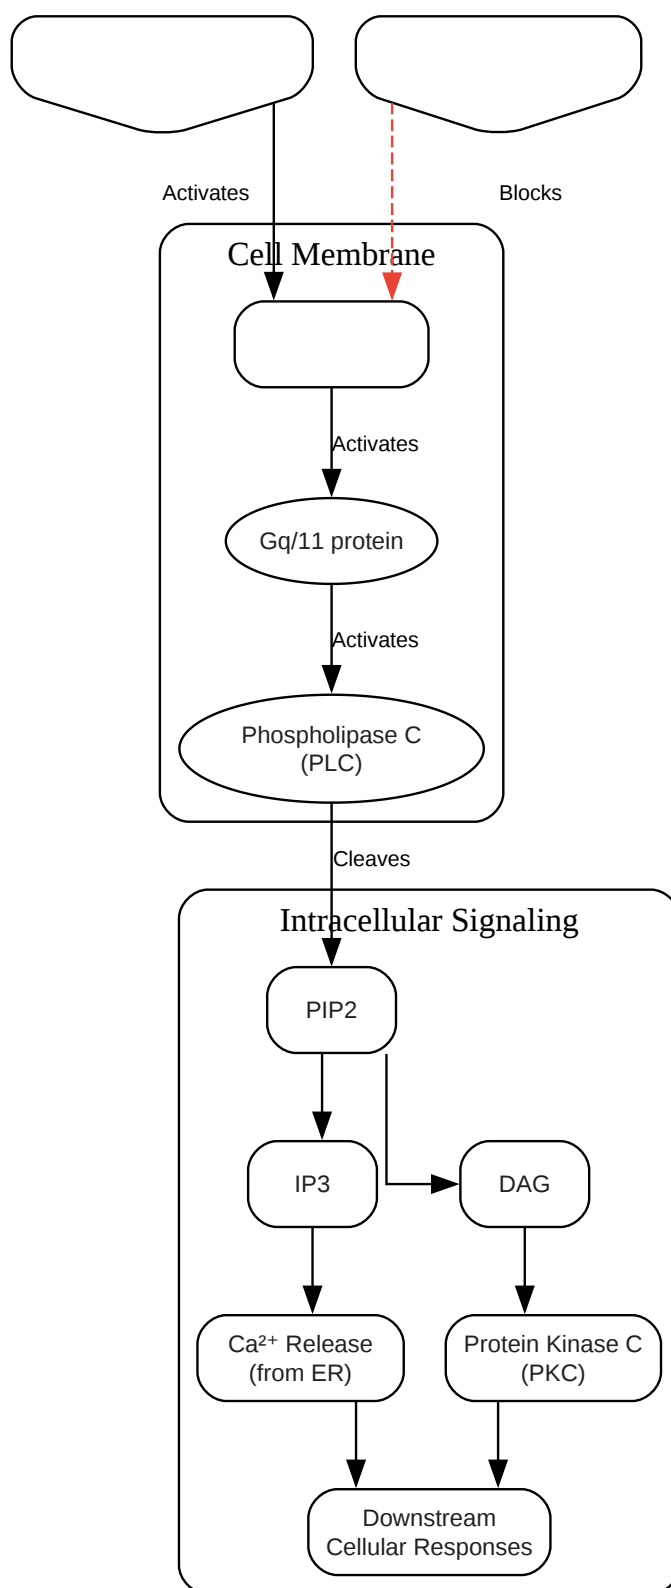 Activates
Blocks
Cell Membrane
Activates
Gq/11 protein
Activates
Phospholipase C
(PLC)
Cleaves
Intracellular Signaling
PIP2
IP3
DAG
Ca²⁺ Release
(from ER)
Protein Kinase C
(PKC)
Downstream
Cellular Responses